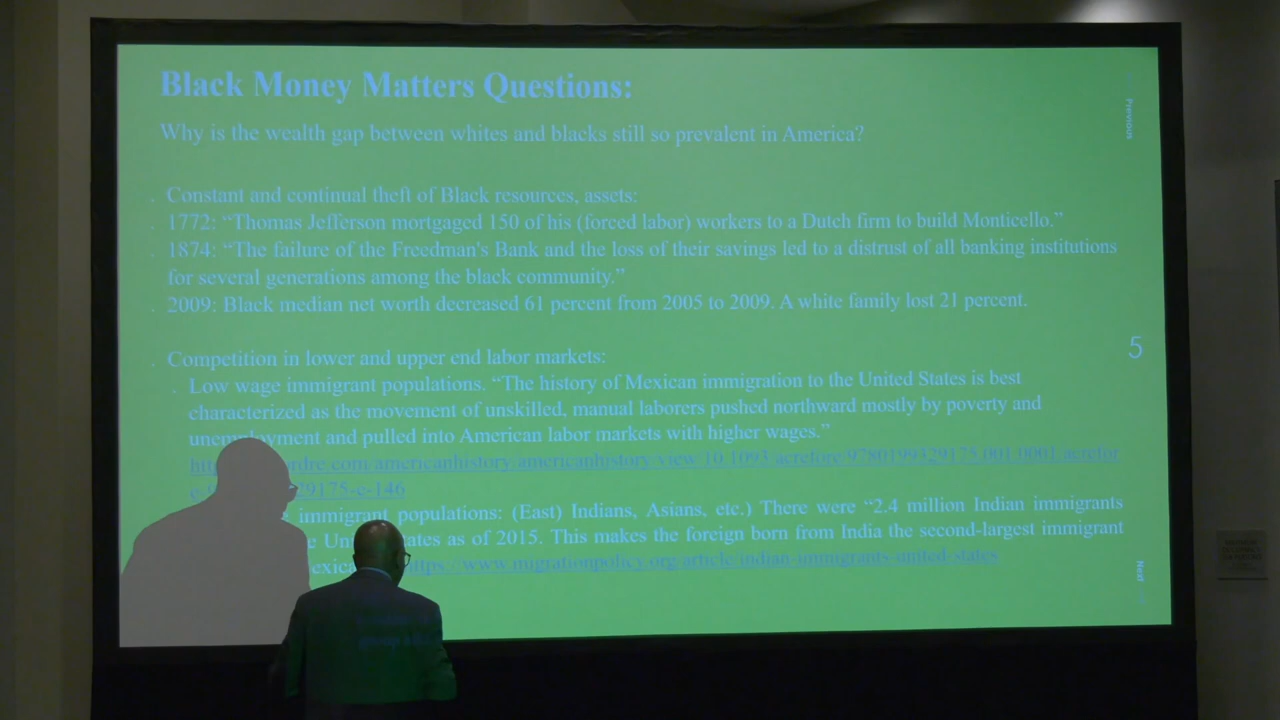 Black Money Matters Questions:
Previous
Why is the wealth gap between whites and blacks still so prevalent in America?
Constant and continual theft of Black resources, assets:
1772: “Thomas Jefferson mortgaged 150 of his (forced labor) workers to a Dutch firm to build Monticello.”
1874: “The failure of the Freedman's Bank and the loss of their savings led to a distrust of all banking institutions
for several generations among the black community.”
2009: Black median net worth decreased 61 percent from 2005 to 2009. A white family lost 21 percent.
5
Competition in lower and upper end labor markets:
Low wage immigrant populations. “The history of Mexican immigration to the United States is best
characterized as the movement of unskilled, manual laborers pushed northward mostly by poverty and
unemployment and pulled into American labor markets with higher wages.”
29175-e-146
immigrant populations: (East) Indians, Asians, etc.) There were “2.4 million Indian immigrants
as of 2015. This makes the foreign born from India the second-largest immigrant
https://www.migrationpolicy.org/article/indian-immigrants-united-states
Next